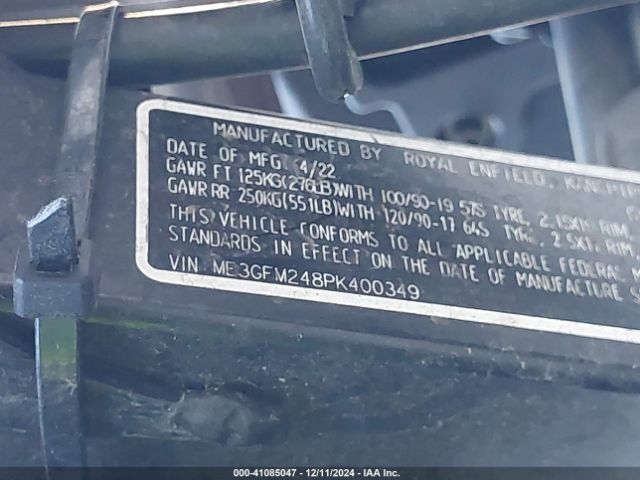 MANUFACTURED BY ROYAL ENFIELD,
DATE OF MFG 4/22
GAWR FT 125KG(276LB)WITH 100/90-19 57S TYRE, 2.15X19 RIM,
GAWR RR 250KG(551LB)WITH 120/90-17 64S TYRE, 2.5X17 RIM,
THIS VEHICLE CONFORMS TO ALL APPLICABLE FEDERAL
STANDARDS IN EFFECT ON THE DATE OF MANUFACTURE
VIN ME3GFM248PK400349
000-41085047 - 12/11/2024 - IAA Inc.